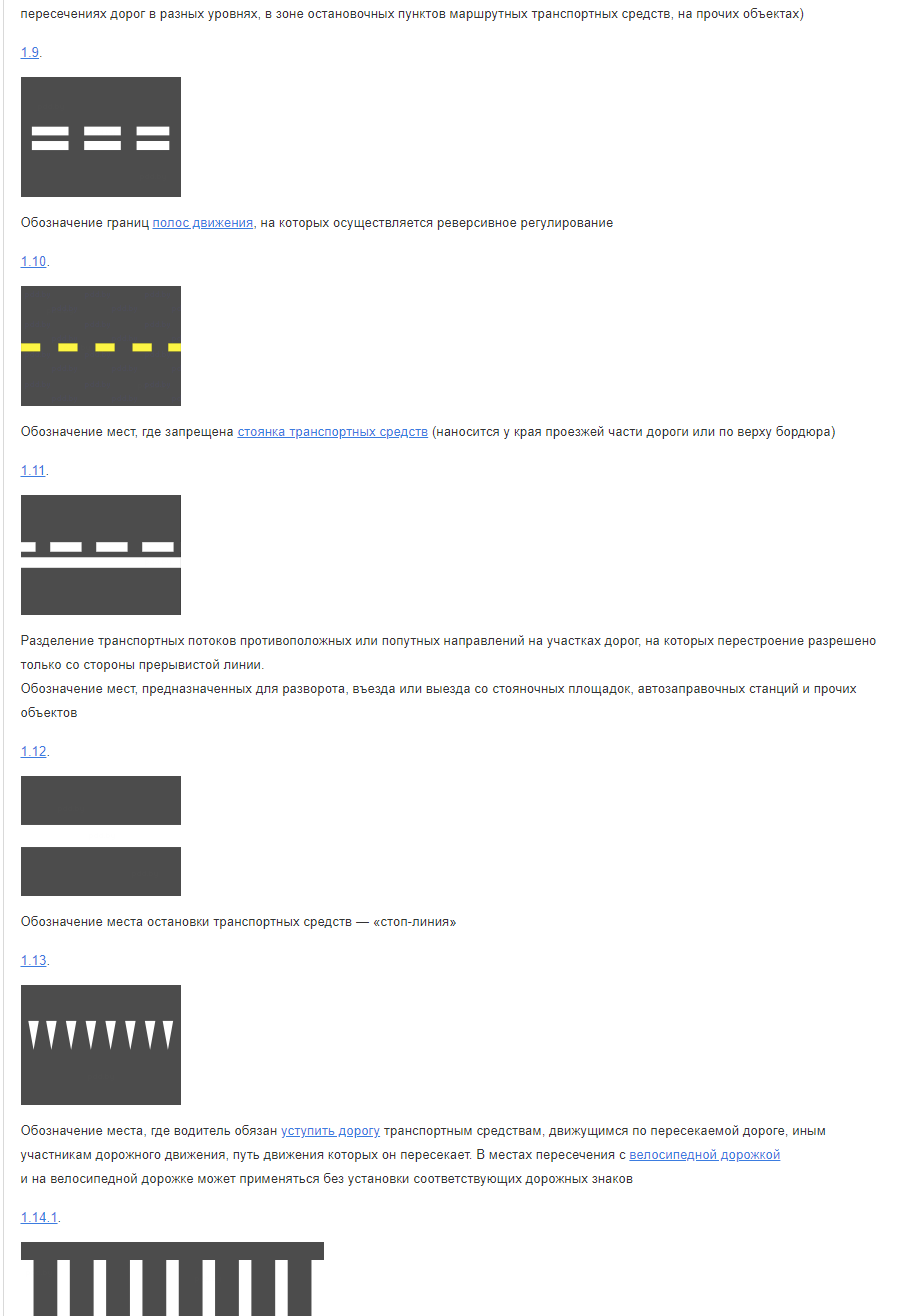 пересечениях дорог в разных уровнях, в зоне остановочных пунктов маршрутных транспортных средств, на прочих объектах)
1.9.
Обозначение границ полос движения, на которых осуществляется реверсивное регулирование
1.10.
Обозначение мест, где запрещена стоянка транспортных средств (наносится у края проезжей части дороги или по верху бордюра)
1.11.
Разделение транспортных потоков противоположных или попутных направлений на участках дорог, на которых перестроение разрешено
только со стороны прерывистой линии.
Обозначение мест, предназначенных для разворота, въезда или выезда со стояночных площадок, автозаправочных станций и прочих
объектов
1.12.
Обозначение места остановки транспортных средств — «стоп-линия»
1.13.
Обозначение места, где водитель обязан уступить дорогу транспортным средствам, движущимся по пересекаемой дороге, иным
участникам дорожного движения, путь движения которых он пересекает. В местах пересечения с велосипедной дорожкой
и на велосипедной дорожке может применяться без установки соответствующих дорожных знаков
1.14.1.